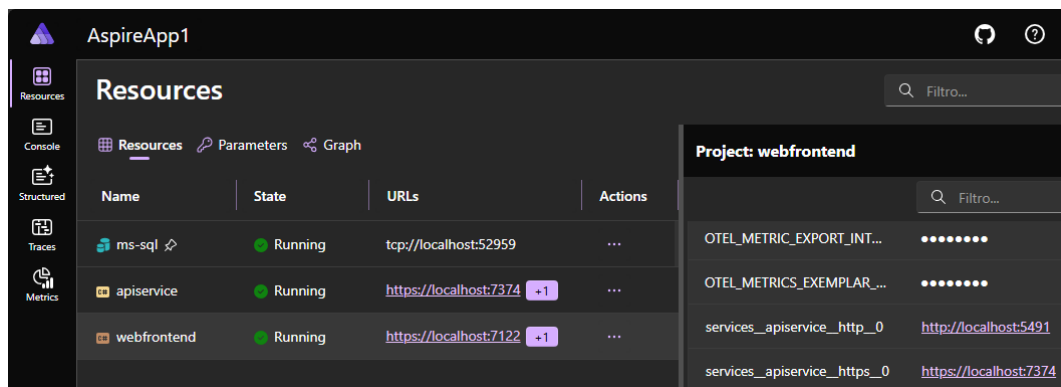 AspireApp1
Resources
Console
Structured
Traces
Metrics
Resources
Filtro...
Resources Parameters Graph
Name State URLs Actions
ms-sql Running tcp://localhost:52959 ...
C# apiservice Running https://localhost:7374 +1 ...
C# webfrontend Running https://localhost:7122 +1 ...
Project: webfrontend
Filtro...
OTEL_METRIC_EXPORT_INT... ●●●●●●●●
OTEL_METRICS_EXEMPLAR_... ●●●●●●●●
services__apiservice__http__0 http://localhost:5491
services__apiservice__https__0 https://localhost:7374